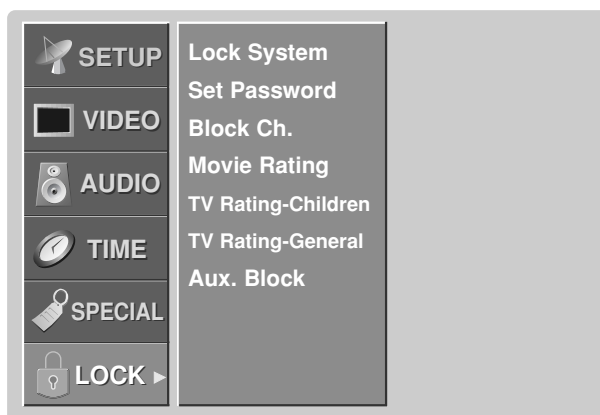 SETUP
VIDEO
AUDIO
TIME
SPECIAL
LOCK
Lock System
Set Password
Block Ch.
Movie Rating
TV Rating-Children
TV Rating-General
Aux. Block